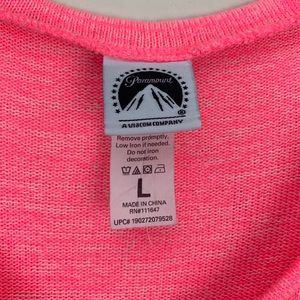 Paramount
®
A VIACOM COMPANY
Remove promptly.
Low Iron if needed.
Do not iron
decoration.
L
MADE IN CHINA
RN#111647
UPC# 190272079528